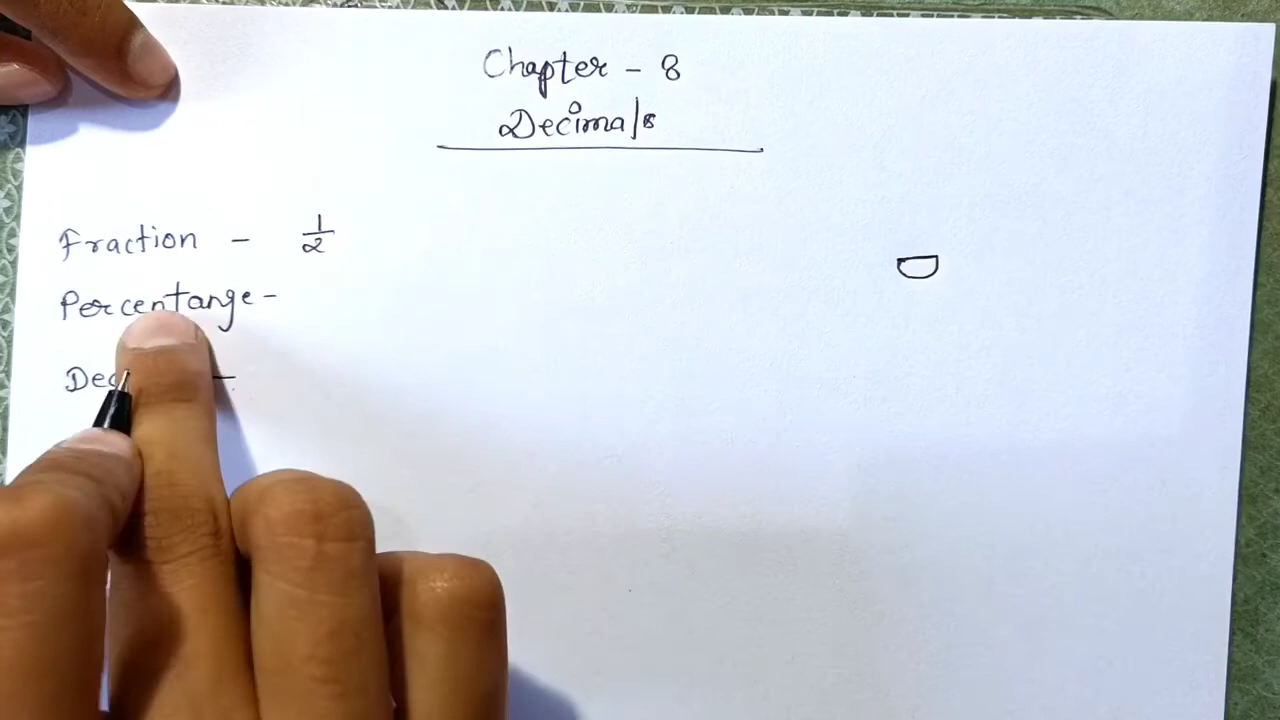 Chapter - 8
Decimals
Fraction - 1/2
Percentange -